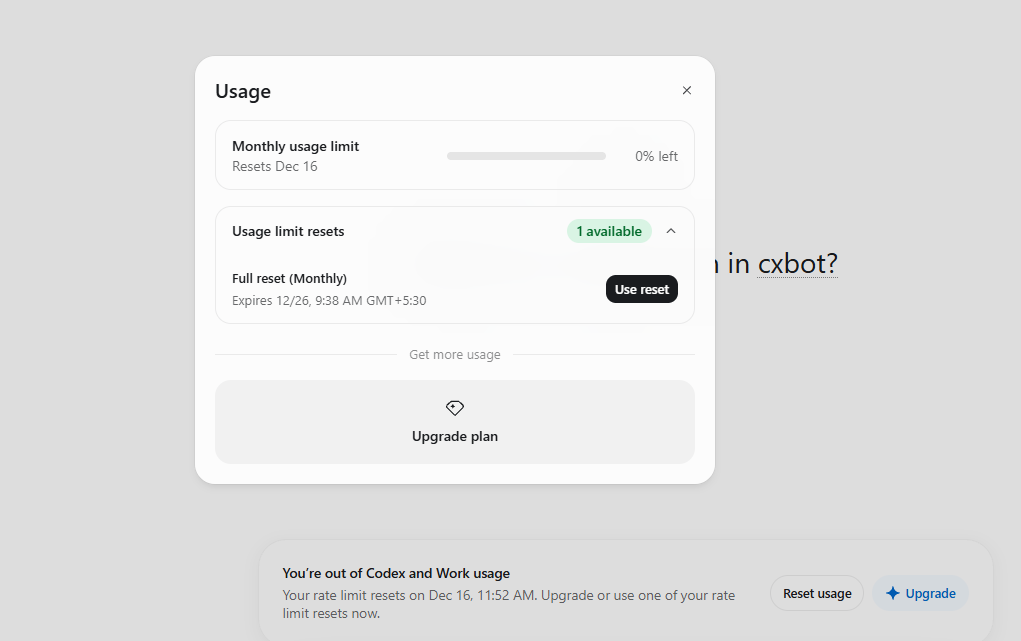 Usage
Monthly usage limit
Resets Dec 16
0% left
Usage limit resets
1 available
Full reset (Monthly)
Expires 12/26, 9:38 AM GMT+5:30
Use reset
in cxbot?
Get more usage
Upgrade plan
You're out of Codex and Work usage
Your rate limit resets on Dec 16, 11:52 AM. Upgrade or use one of your rate
limit resets now.
Reset usage
Upgrade